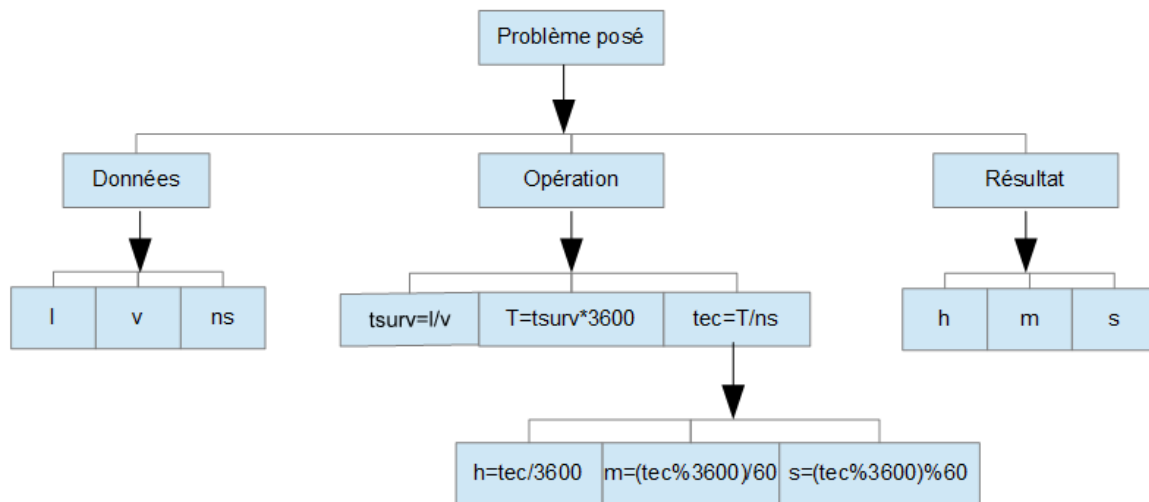 Problème posé
Données
Opération
Résultat
l
v
ns
tsurv=l/v
T=tsurv*3600
tec=T/ns
h
m
s
h=tec/3600
m=(tec%3600)/60
s=(tec%3600)%60